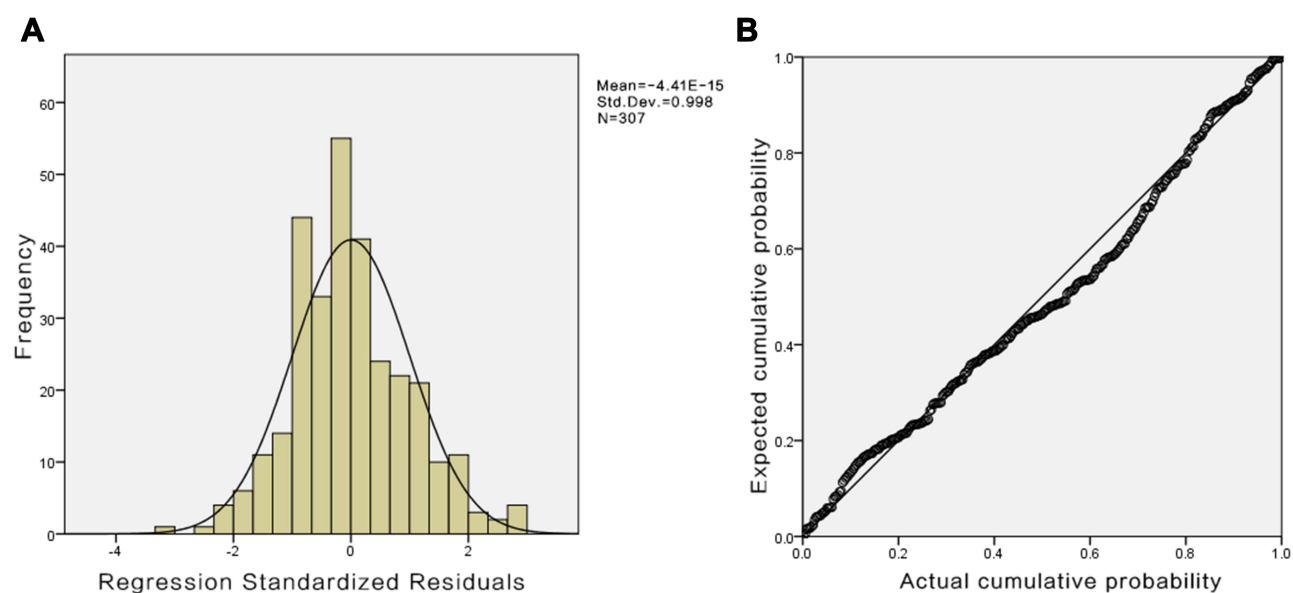 A
B
Mean=−4.41E−15
Std.Dev.=0.998
N=307
Frequency
60
50
40
30
20
10
0
-4
-2
0
2
Regression Standardized Residuals
Expected cumulative probability
1.0
0.8
0.6
0.4
0.2
0.0
0.0
0.2
0.4
0.6
0.8
1.0
Actual cumulative probability